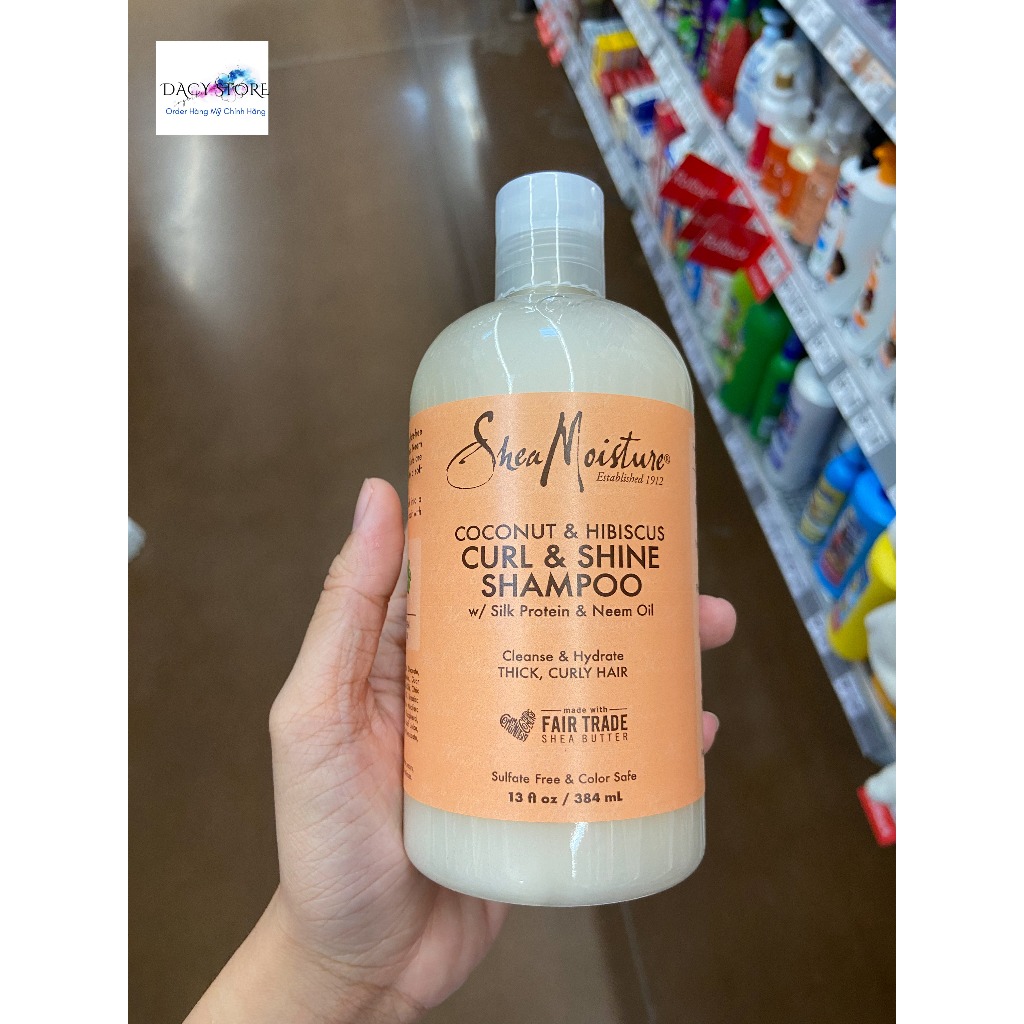 DACY STORE
Order Hàng Mỹ Chính Hãng
SheaMoisture®
Established 1912
COCONUT & HIBISCUS
CURL & SHINE
SHAMPOO
w/ Silk Protein & Neem Oil
Cleanse & Hydrate
THICK, CURLY HAIR
made with
FAIR TRADE
SHEA BUTTER
Sulfate Free & Color Safe
13 fl oz / 384 mL